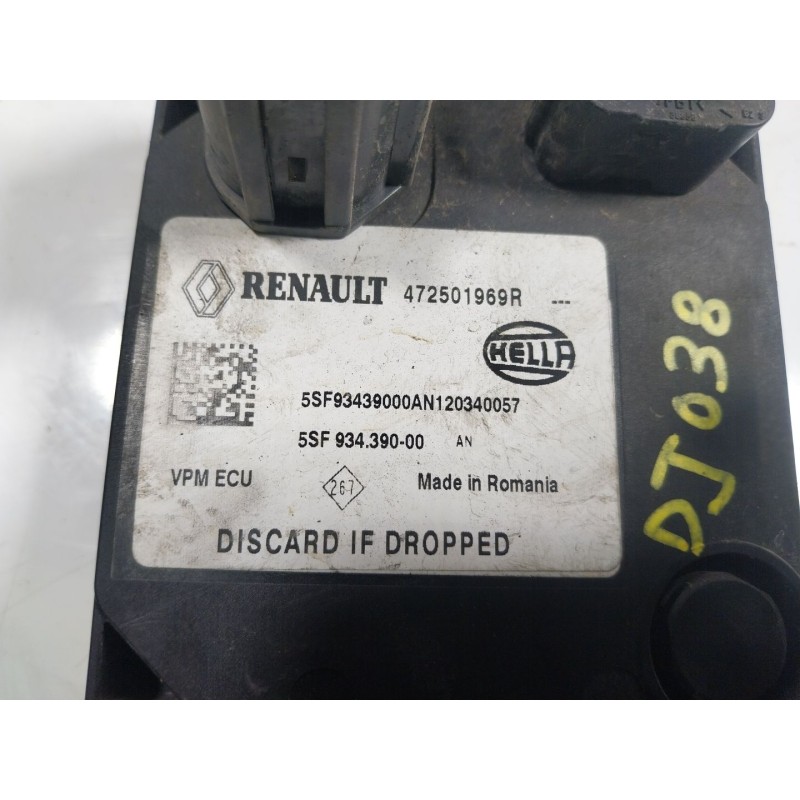 RENAULT 472501969R ---
HELLA
5SF93439000AN120340057
5SF 934.390-00 AN
VPM ECU 267 Made in Romania
DISCARD IF DROPPED
DJ038